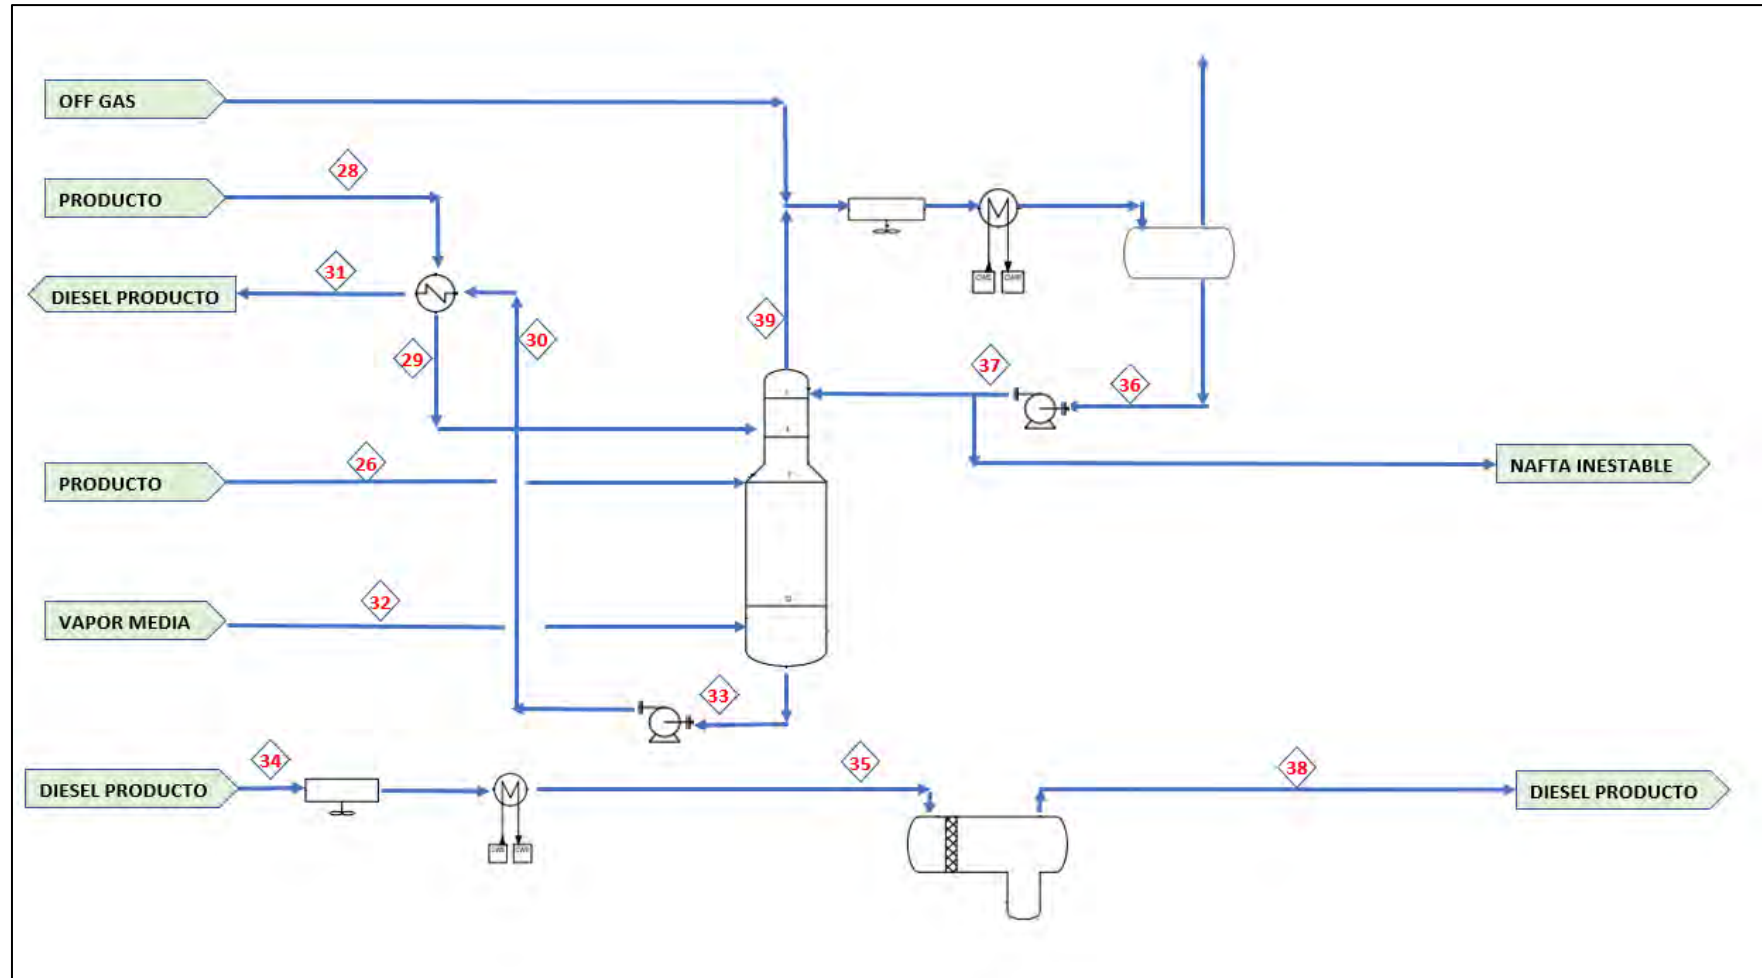 OFF GAS
28
PRODUCTO
31
DIESEL PRODUCTO
29
30
39
37
36
26
PRODUCTO
NAFTA INESTABLE
32
VAPOR MEDIA
33
34
DIESEL PRODUCTO
35
38
DIESEL PRODUCTO